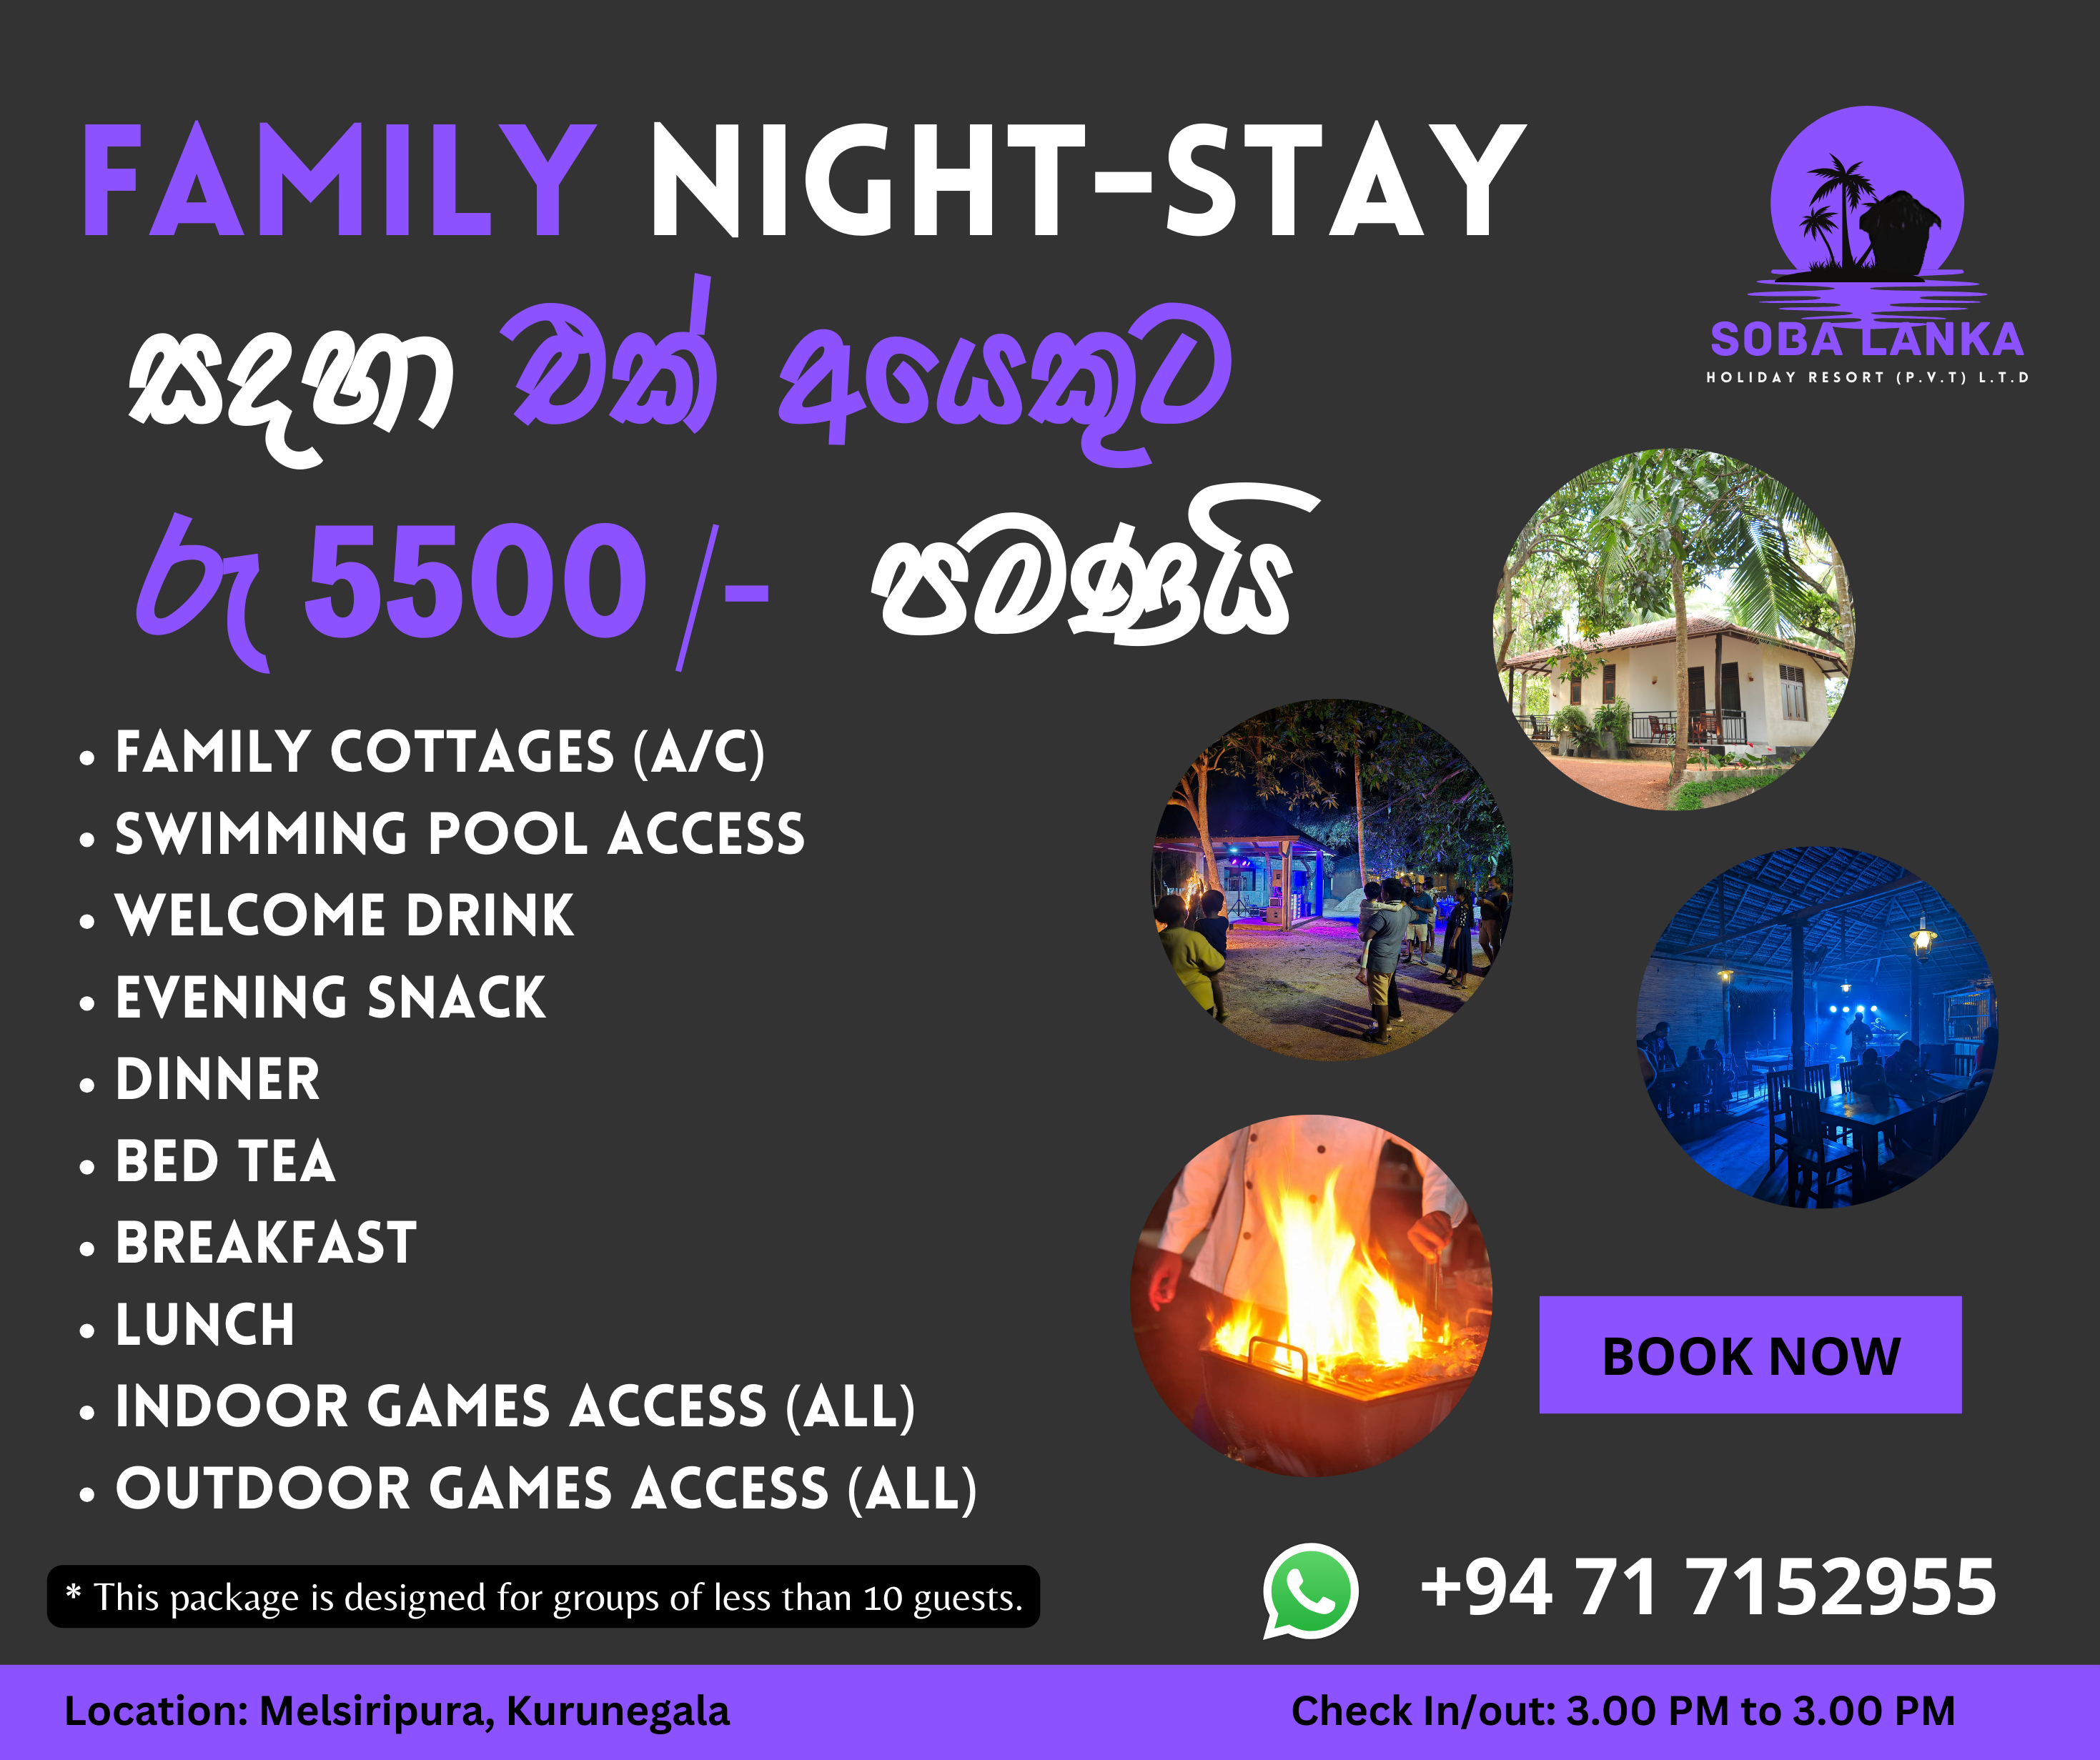 FAMILY NIGHT-STAY
සඳහා එක් අයෙකුට
රු 5500/- පමණුයි
SOBA LANKA
HOLIDAY RESORT (P.V.T) L.T.D
• FAMILY COTTAGES (A/C)
• SWIMMING POOL ACCESS
• WELCOME DRINK
• EVENING SNACK
• DINNER
• BED TEA
• BREAKFAST
• LUNCH
• INDOOR GAMES ACCESS (ALL)
• OUTDOOR GAMES ACCESS (ALL)
BOOK NOW
* This package is designed for groups of less than 10 guests.
+94 71 7152955
Location: Melsiripura, Kurunegala
Check In/out: 3.00 PM to 3.00 PM